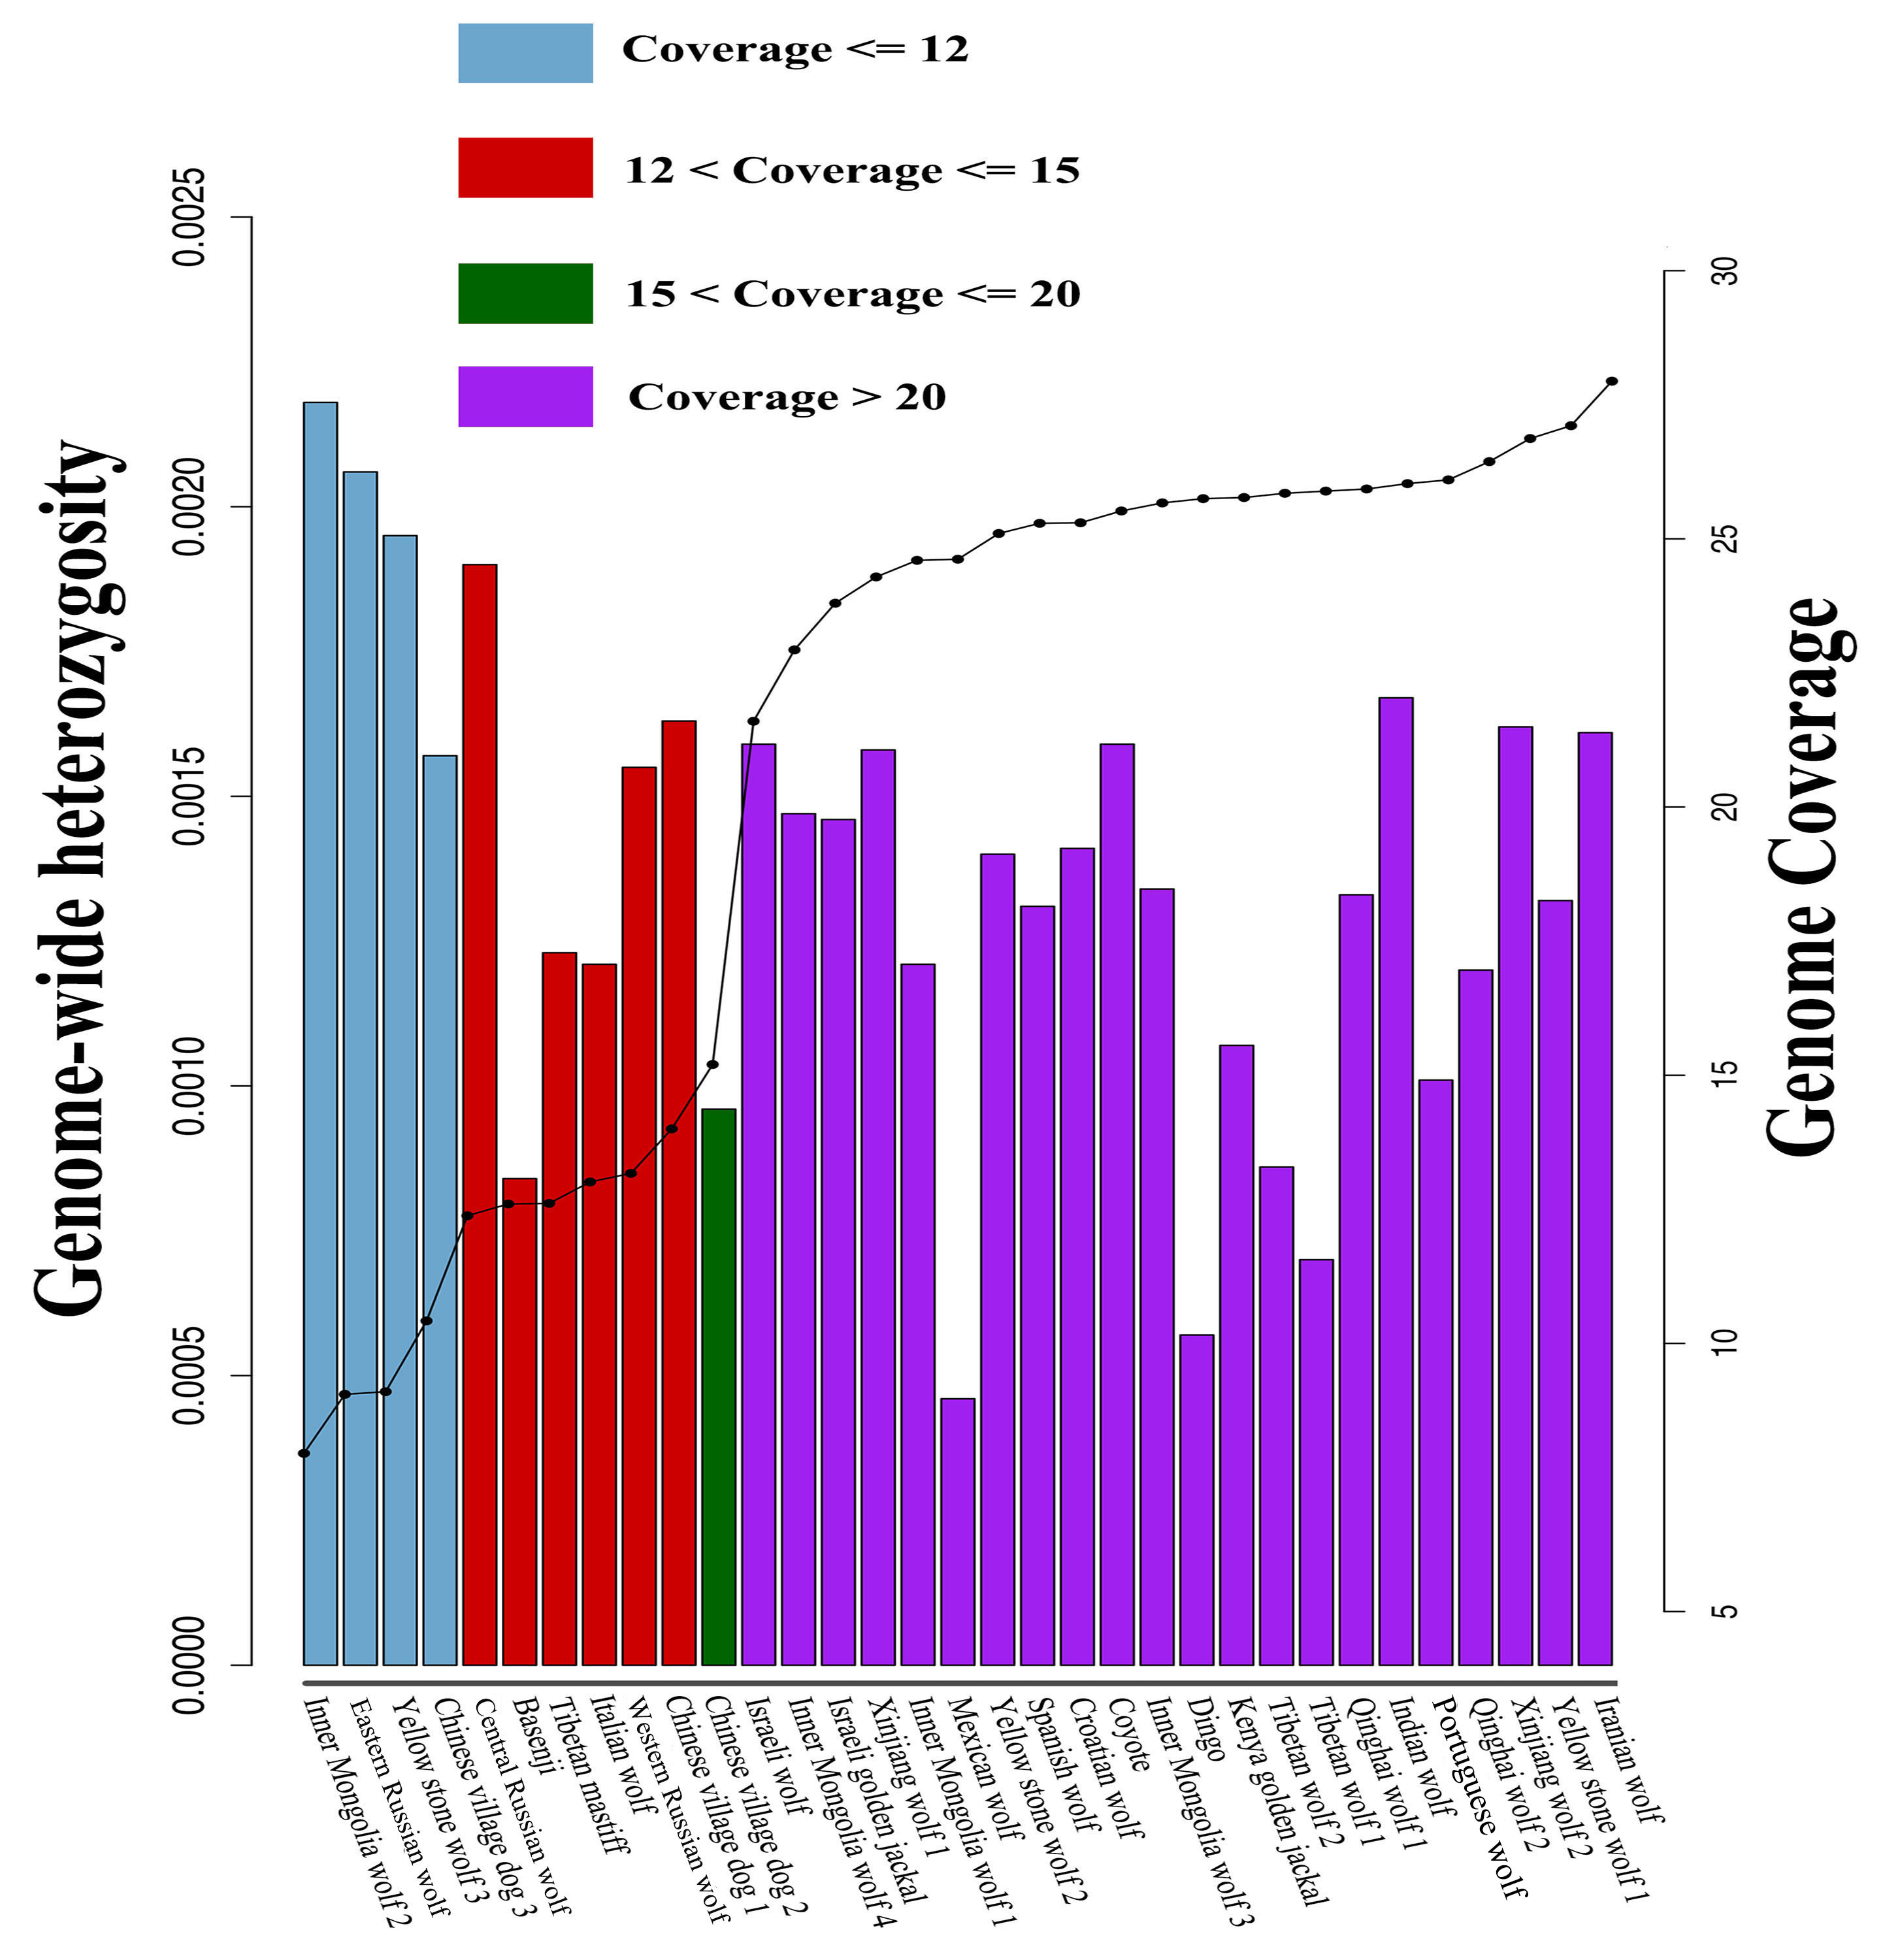 Coverage <= 12
12 < Coverage <= 15
15 < Coverage <= 20
Coverage > 20
Genome-wide heterozygosity
0.0025
0.0020
0.0015
0.0010
0.0005
0.0000
Genome Coverage
30
25
20
15
10
5
Inner Mongolia wolf 2
Eastern Russian wolf
Yellow stone wolf 3
Chinese village dog 3
Central Russian wolf
Basenji
Tibetan mastiff
Italian wolf
Western Russian wolf
Chinese village dog 1
Chinese village dog 2
Israeli wolf
Inner Mongolia wolf 4
Israeli golden jackal
Xinjiang wolf 1
Inner Mongolia wolf 1
Mexican wolf
Yellow stone wolf 2
Spanish wolf
Croatian wolf
Coyote
Inner Mongolia wolf 3
Dingo
Kenya golden jackal
Tibetan wolf 2
Tibetan wolf 1
Qinghai wolf 1
Indian wolf
Portuguese wolf
Qinghai wolf 2
Xinjiang wolf 2
Yellow stone wolf 1
Iranian wolf